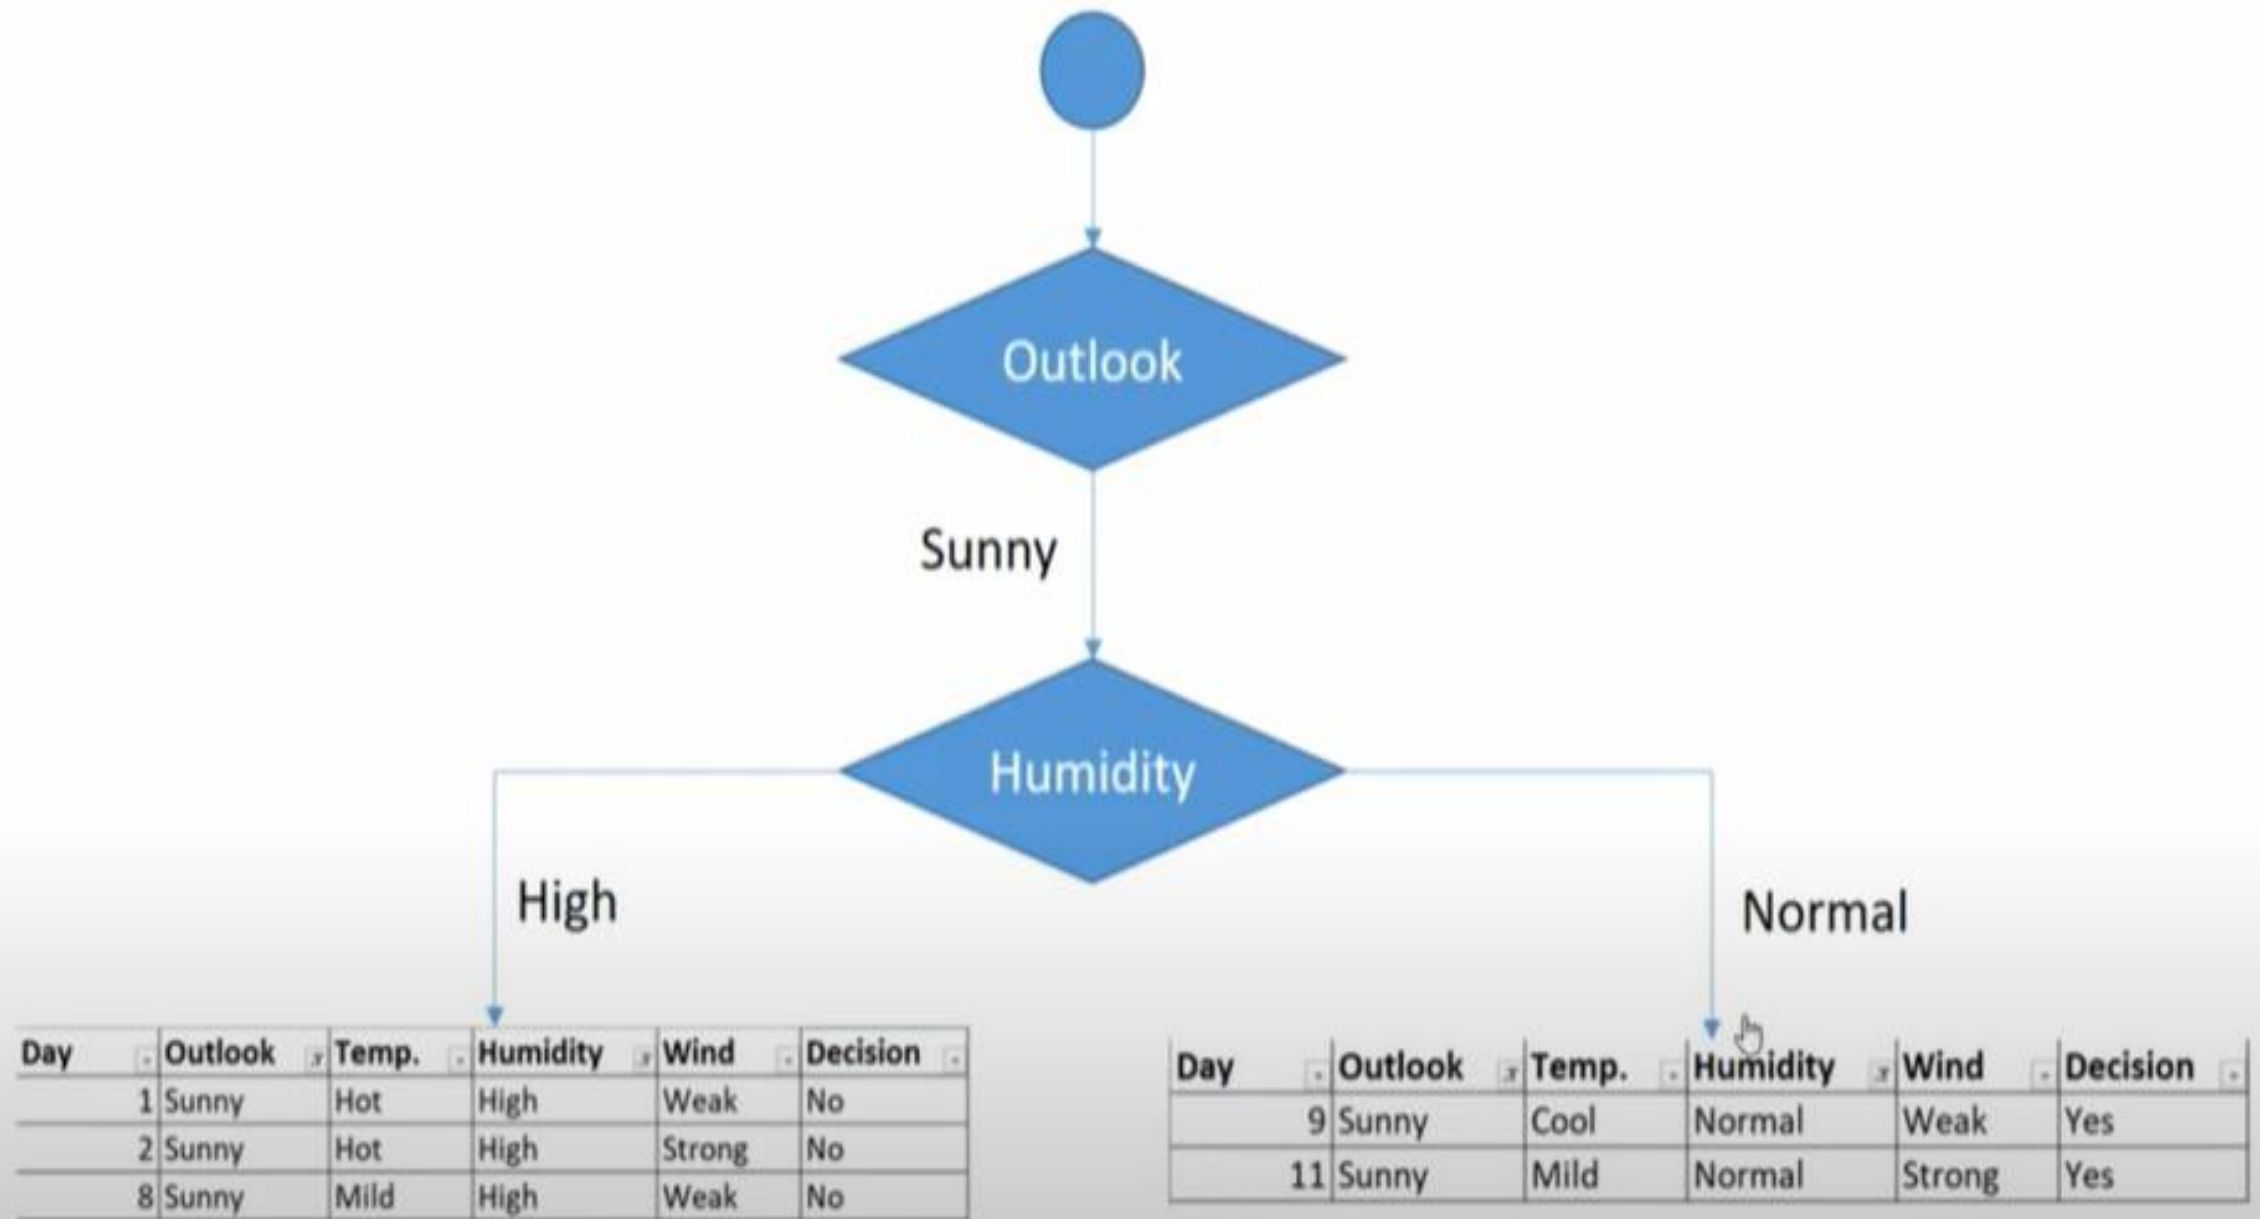 Outlook
Sunny
Humidity
High
Normal
Day Outlook Temp. Humidity Wind Decision
1 Sunny Hot High Weak No
2 Sunny Hot High Strong No
8 Sunny Mild High Weak No
Day Outlook Temp. Humidity Wind Decision
9 Sunny Cool Normal Weak Yes
11 Sunny Mild Normal Strong Yes